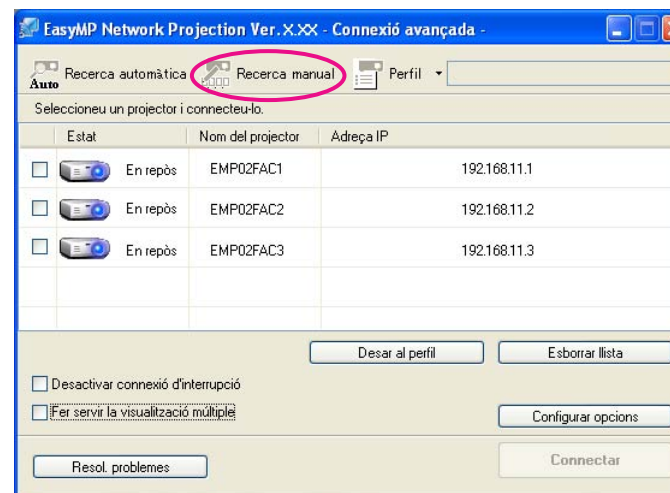 EasyMP Network Projection Ver.X.XX - Connexió avançada -
Auto Recerca automàtica Recerca manual Perfil
Seleccioneu un projector i connecteu-lo.
Estat Nom del projector Adreça IP
En repòs EMP02FAC1 192.168.11.1
En repòs EMP02FAC2 192.168.11.2
En repòs EMP02FAC3 192.168.11.3
Desar al perfil Esborrar llista
Desactivar connexió d'interrupció
Fer servir la visualització múltiple
Configurar opcions
Resol. problemes Connectar